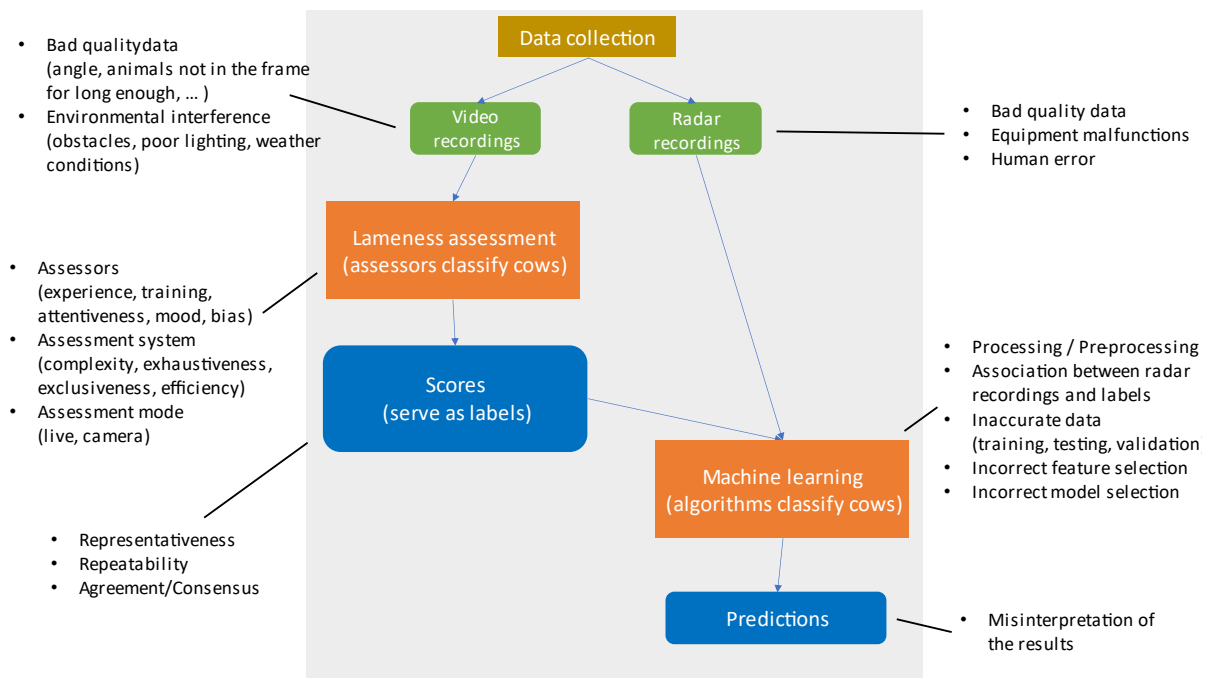 Data collection
• Bad qualitydata
(angle, animals not in the frame
for long enough, ... )
• Environmental interference
(obstacles, poor lighting, weather
conditions)
Video
recordings
Radar
recordings
• Bad quality data
• Equipment malfunctions
• Human error
Lameness assessment
(assessors classify cows)
• Assessors
(experience, training,
attentiveness, mood, bias)
• Assessment system
(complexity, exhaustiveness,
exclusiveness, efficiency)
• Assessment mode
(live, camera)
Scores
(serve as labels)
• Processing / Pre-processing
• Association between radar
recordings and labels
• Inaccurate data
(training, testing, validation
• Incorrect feature selection
• Incorrect model selection
Machine learning
(algorithms classify cows)
• Representativeness
• Repeatability
• Agreement/Consensus
Predictions
• Misinterpretation of
the results